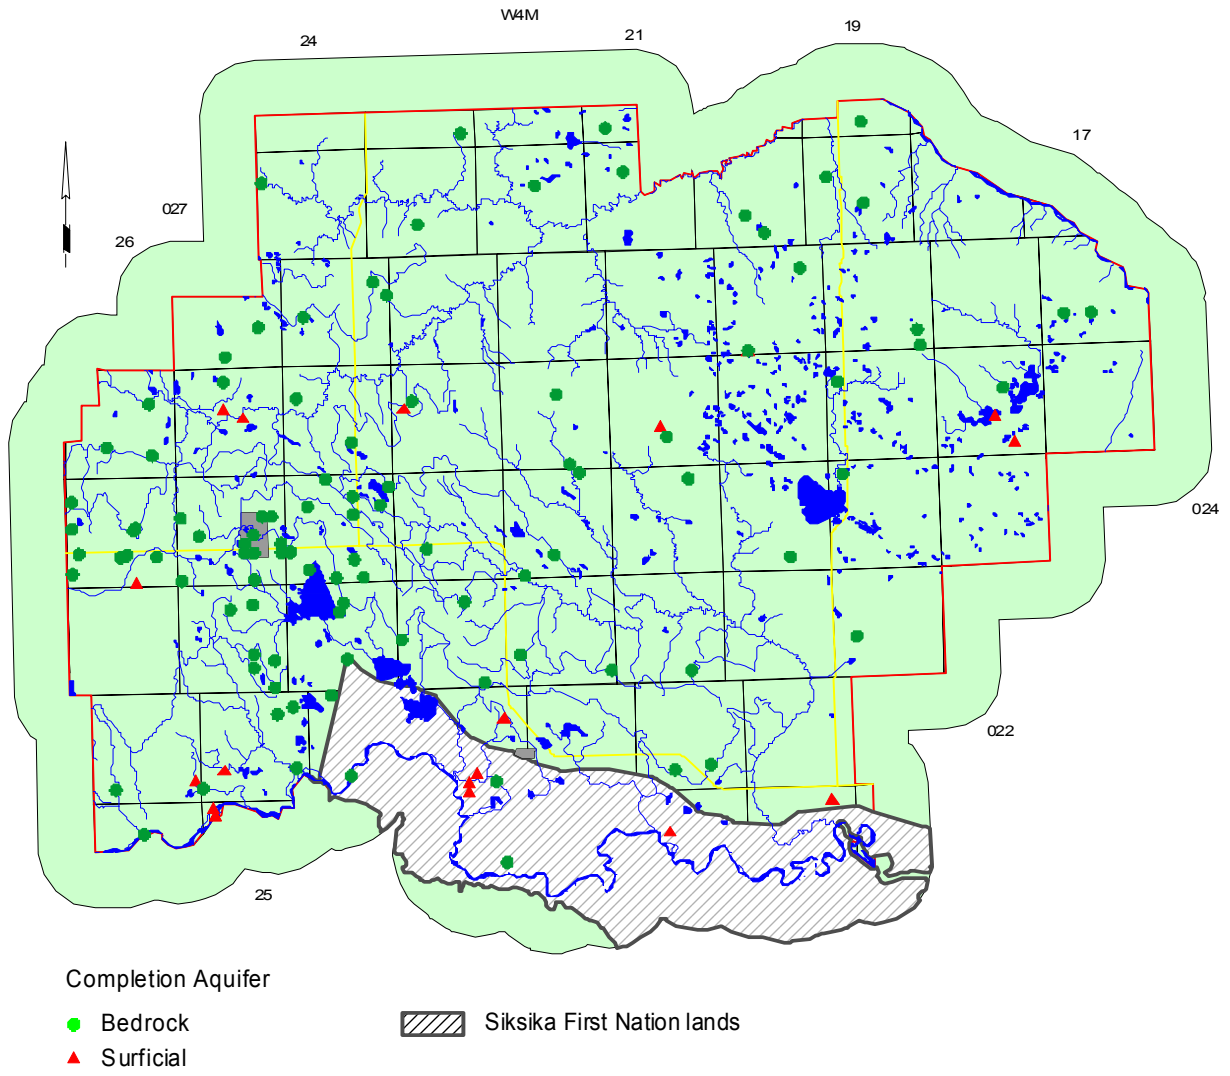 W4M
24
21
19
17
027
26
024
022
25
Completion Aquifer
Bedrock
Siksika First Nation lands
Surficial